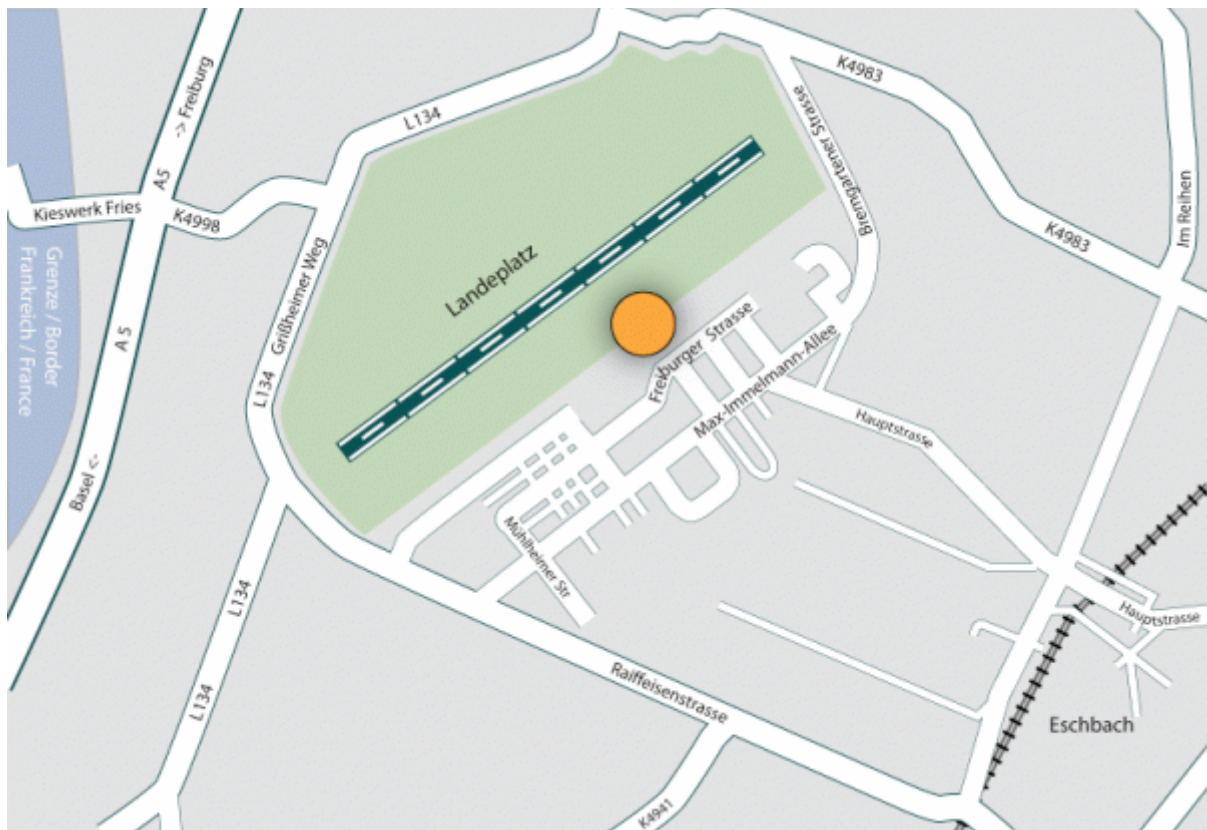 -> Freiburg
A5
K4983
L134
Bremgartener Strasse
Kieswerk Fries
K4998
Im Reihen
K4983
Grenze / Border
Frankreich / France
Grißheimer Weg
Landeplatz
A5
L134
Freiburger Strasse
Max-Immelmann-Allee
Hauptstrasse
Basel <-
Mühlheimer Str
L134
Hauptstrasse
L134
Raiffeisenstrasse
Eschbach
K4941